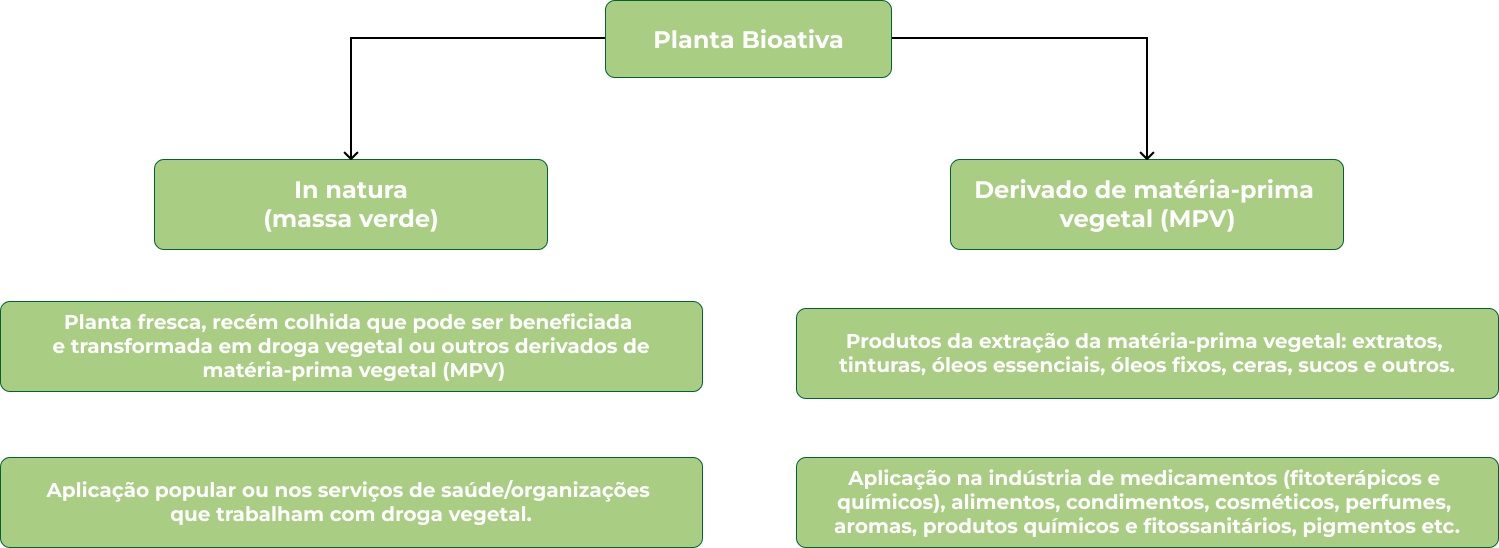 Planta Bioativa
In natura
(massa verde)
Derivado de matéria-prima
vegetal (MPV)
Planta fresca, recém colhida que pode ser beneficiada
e transformada em droga vegetal ou outros derivados de
matéria-prima vegetal (MPV)
Produtos da extração da matéria-prima vegetal: extratos,
tinturas, óleos essenciais, óleos fixos, ceras, sucos e outros.
Aplicação popular ou nos serviços de saúde/organizações
que trabalham com droga vegetal.
Aplicação na indústria de medicamentos (fitoterápicos e
químicos), alimentos, condimentos, cosméticos, perfumes,
aromas, produtos químicos e fitossanitários, pigmentos etc.